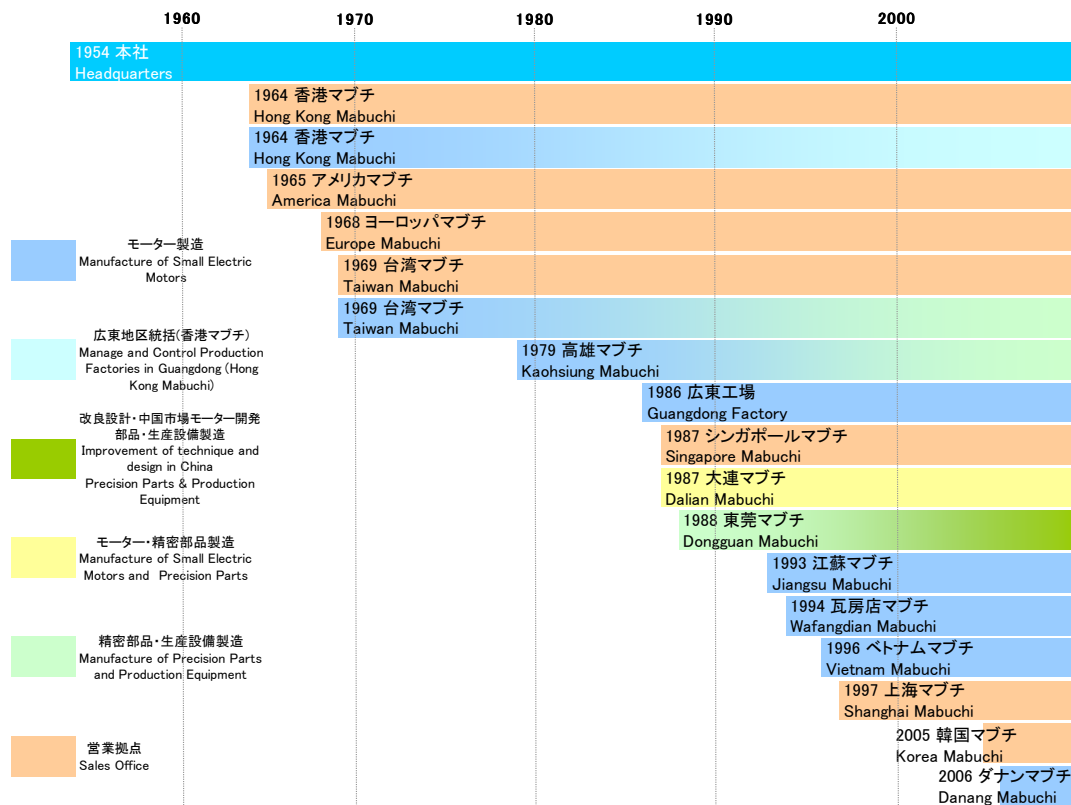 1960 1970 1980 1990 2000
1954 本社
Headquarters
1964 香港マブチ
Hong Kong Mabuchi
1964 香港マブチ
Hong Kong Mabuchi
1965 アメリカマブチ
America Mabuchi
1968 ヨーロッパマブチ
Europe Mabuchi
1969 台湾マブチ
Taiwan Mabuchi
1969 台湾マブチ
Taiwan Mabuchi
1979 高雄マブチ
Kaohsiung Mabuchi
1986 広東工場
Guangdong Factory
1987 シンガポールマブチ
Singapore Mabuchi
1987 大連マブチ
Dalian Mabuchi
1988 東莞マブチ
Dongguan Mabuchi
1993 江蘇マブチ
Jiangsu Mabuchi
1994 瓦房店マブチ
Wafangdian Mabuchi
1996 ベトナムマブチ
Vietnam Mabuchi
1997 上海マブチ
Shanghai Mabuchi
2005 韓国マブチ
Korea Mabuchi
2006 ダナンマブチ
Danang Mabuchi
モーター製造
Manufacture of Small Electric
Motors
広東地区統括(香港マブチ)
Manage and Control Production
Factories in Guangdong (Hong
Kong Mabuchi)
改良設計・中国市場モーター開発
部品・生産設備製造
Improvement of technique and
design in China
Precision Parts & Production
Equipment
モーター・精密部品製造
Manufacture of Small Electric
Motors and Precision Parts
精密部品・生産設備製造
Manufacture of Precision Parts
and Production Equipment
営業拠点
Sales Office